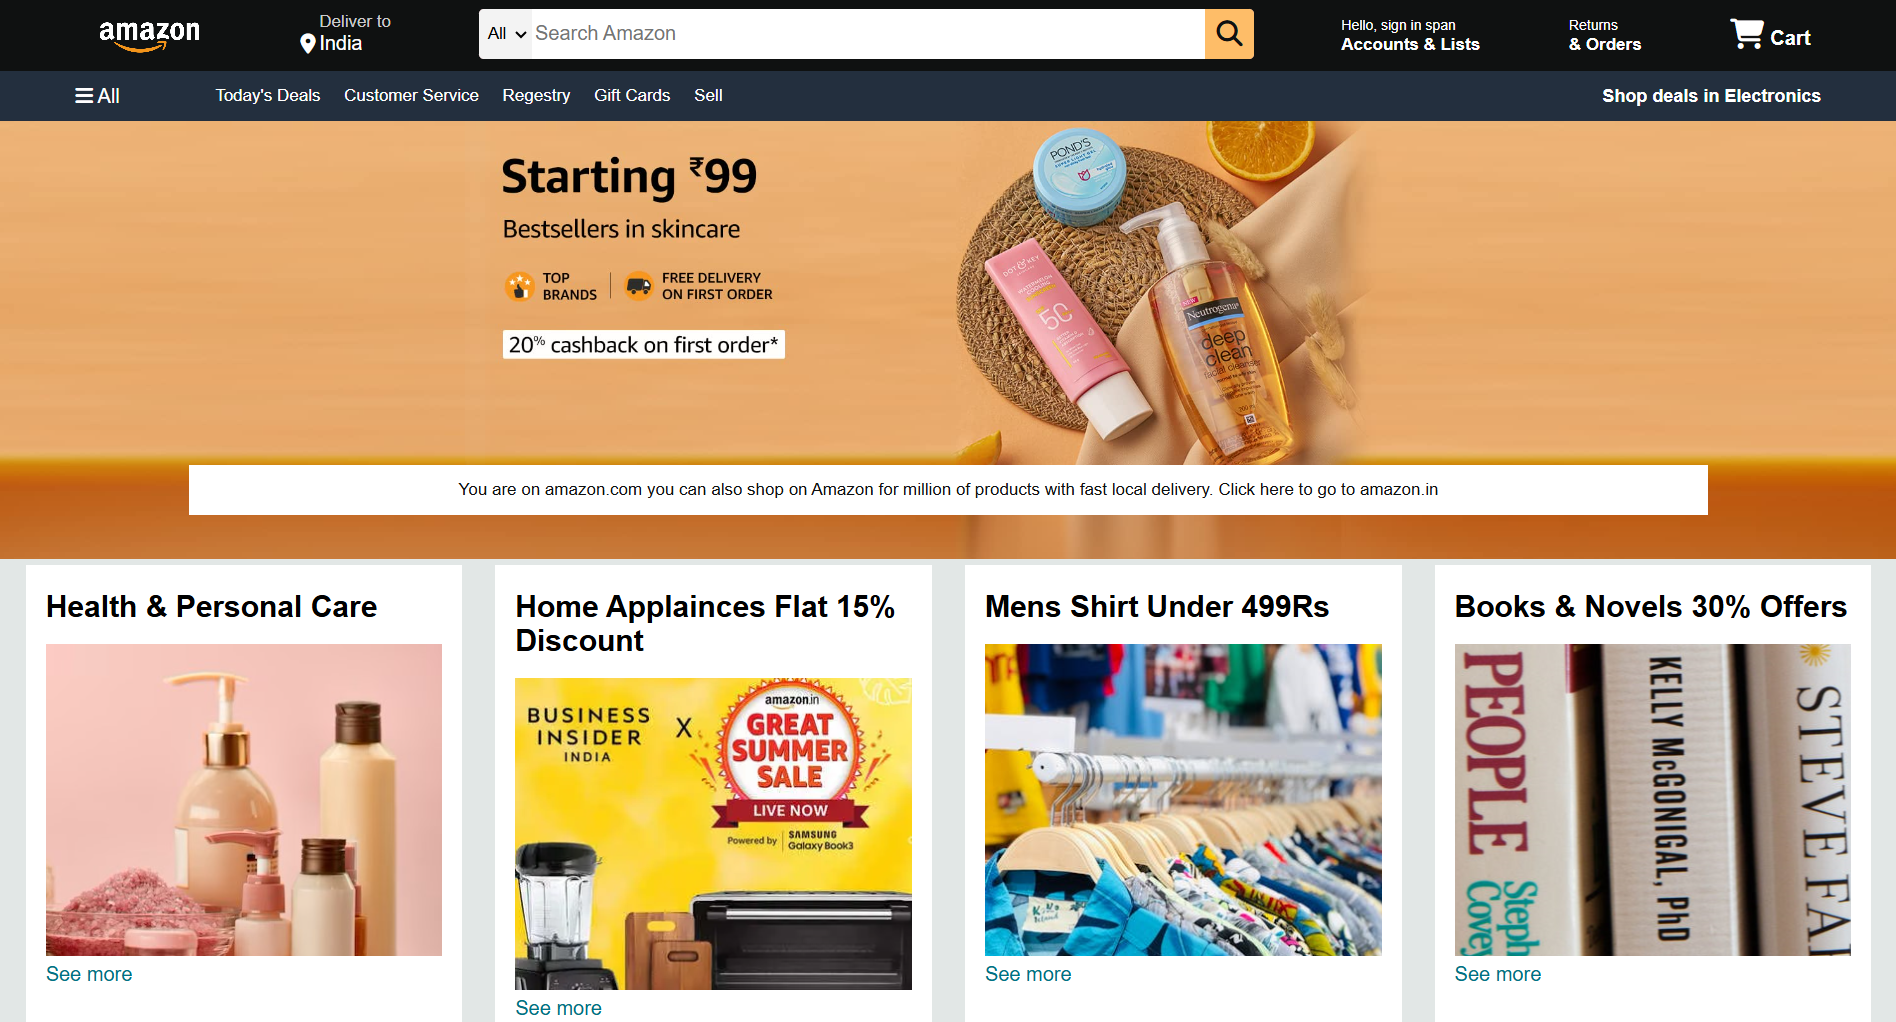 amazon
Deliver to
India
All
Search Amazon
Hello, sign in span
Accounts & Lists
Returns
& Orders
Cart
All
Today's Deals
Customer Service
Regestry
Gift Cards
Sell
Shop deals in Electronics
Starting ₹99
Bestsellers in skincare
TOP
BRANDS
FREE DELIVERY
ON FIRST ORDER
20% cashback on first order*
POND'S
SUPER LIGHT GEL
DOT & KEY
WATERMELON
COOLING
50
Neutrogena
deep
clean
facial cleanser
You are on amazon.com you can also shop on Amazon for million of products with fast local delivery. Click here to go to amazon.in
Health & Personal Care
See more
Home Applainces Flat 15%
Discount
BUSINESS
INSIDER
INDIA
X
amazon.in
GREAT
SUMMER
SALE
LIVE NOW
Powered by
SAMSUNG
Galaxy Book3
See more
Mens Shirt Under 499Rs
See more
Books & Novels 30% Offers
PEOPLE
Steph
Covey
KELLY McGONIGAL, PhD
STEVE FA
See more